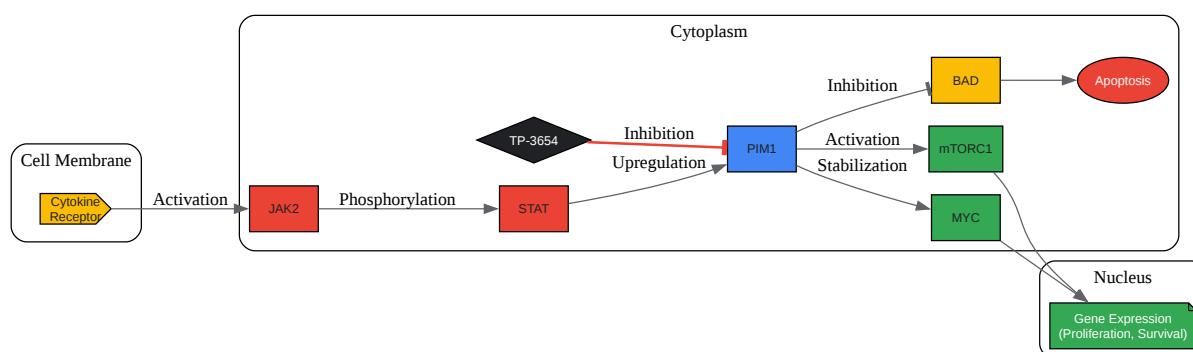 Cytoplasm
Cell Membrane
Cytokine
Receptor
Activation
JAK2
Phosphorylation
STAT
TP-3654
Inhibition
Upregulation
PIM1
Inhibition
Activation
Stabilization
BAD
mTORC1
MYC
Apoptosis
Nucleus
Gene Expression
(Proliferation, Survival)